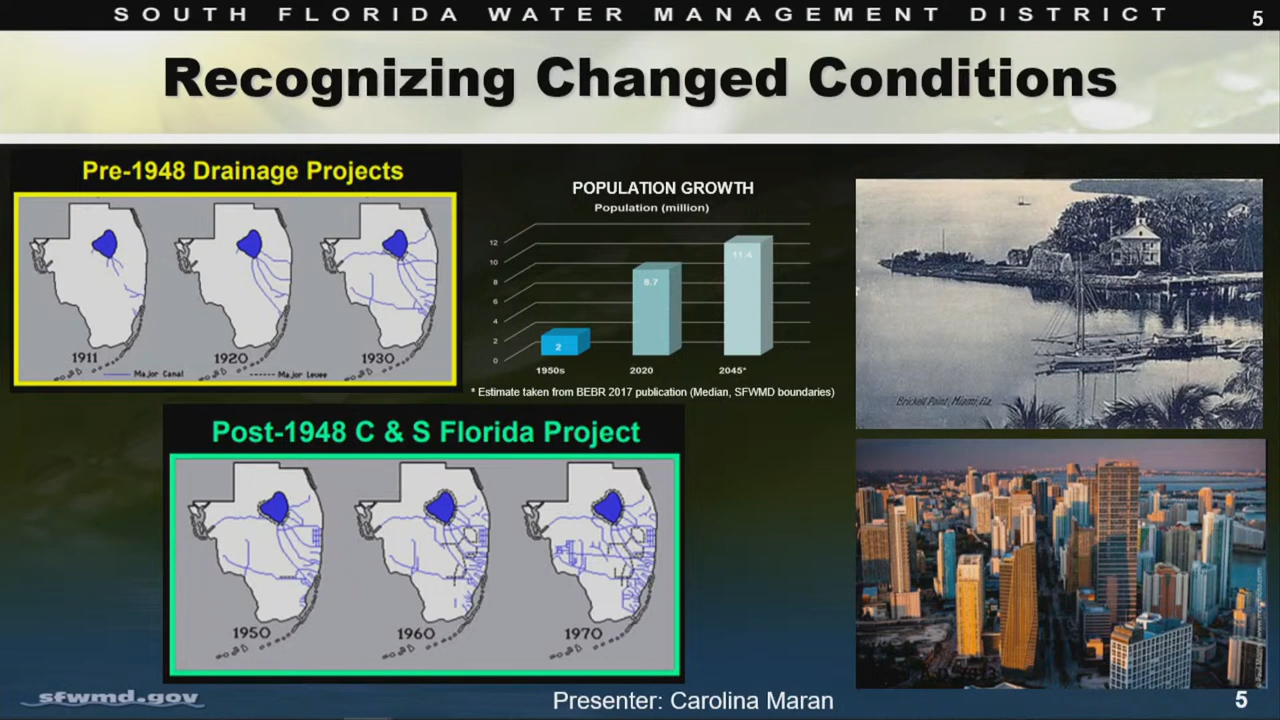 SOUTH FLORIDA WATER MANAGEMENT DISTRICT
5
Recognizing Changed Conditions
Pre-1948 Drainage Projects
1911
1920
1930
Major Canal
Major Levee
POPULATION GROWTH
Population (million)
12
10
8
6
4
2
0
2
8.7
11.4
1950s
2020
2045*
* Estimate taken from BEBR 2017 publication (Median, SFWMD boundaries)
Brickell Point, Miami, Fla.
Post-1948 C & S Florida Project
1950
1960
1970
sfwmd.gov
Presenter: Carolina Maran
5